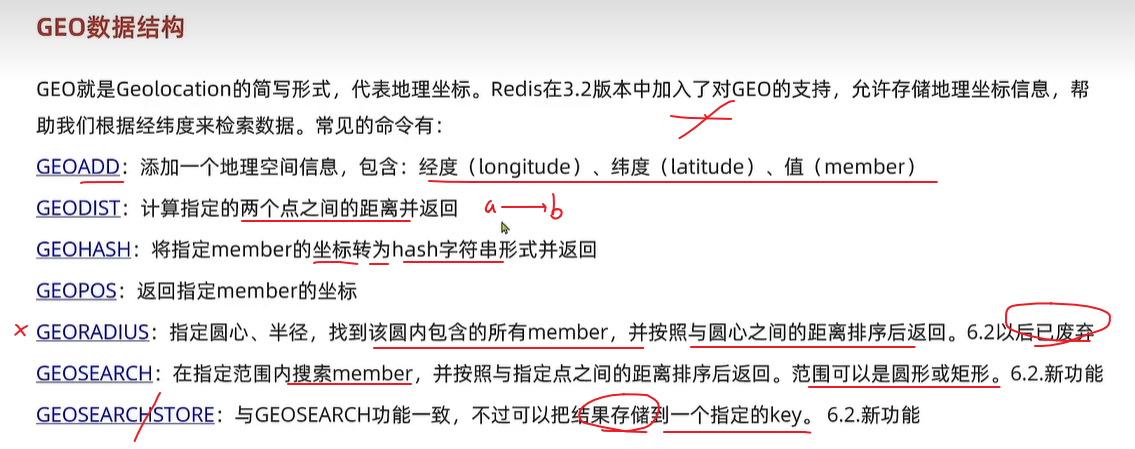 GEO数据结构
GEO就是Geolocation的简写形式，代表地理坐标。Redis在3.2版本中加入了对GEO的支持，允许存储地理坐标信息，帮
助我们根据经纬度来检索数据。常见的命令有：
GEOADD：添加一个地理空间信息，包含：经度（longitude）、纬度（latitude）、值（member）
GEODIST：计算指定的两个点之间的距离并返回 a→b
GEOHASH：将指定member的坐标转为hash字符串形式并返回
GEOPOS：返回指定member的坐标
GEORADIUS：指定圆心、半径，找到该圆内包含的所有member，并按照与圆心之间的距离排序后返回。6.2以后已废弃
GEOSEARCH：在指定范围内搜索member，并按照与指定点之间的距离排序后返回。范围可以是圆形或矩形。6.2.新功能
GEOSEARCHSTORE：与GEOSEARCH功能一致，不过可以把结果存储到一个指定的key。 6.2.新功能